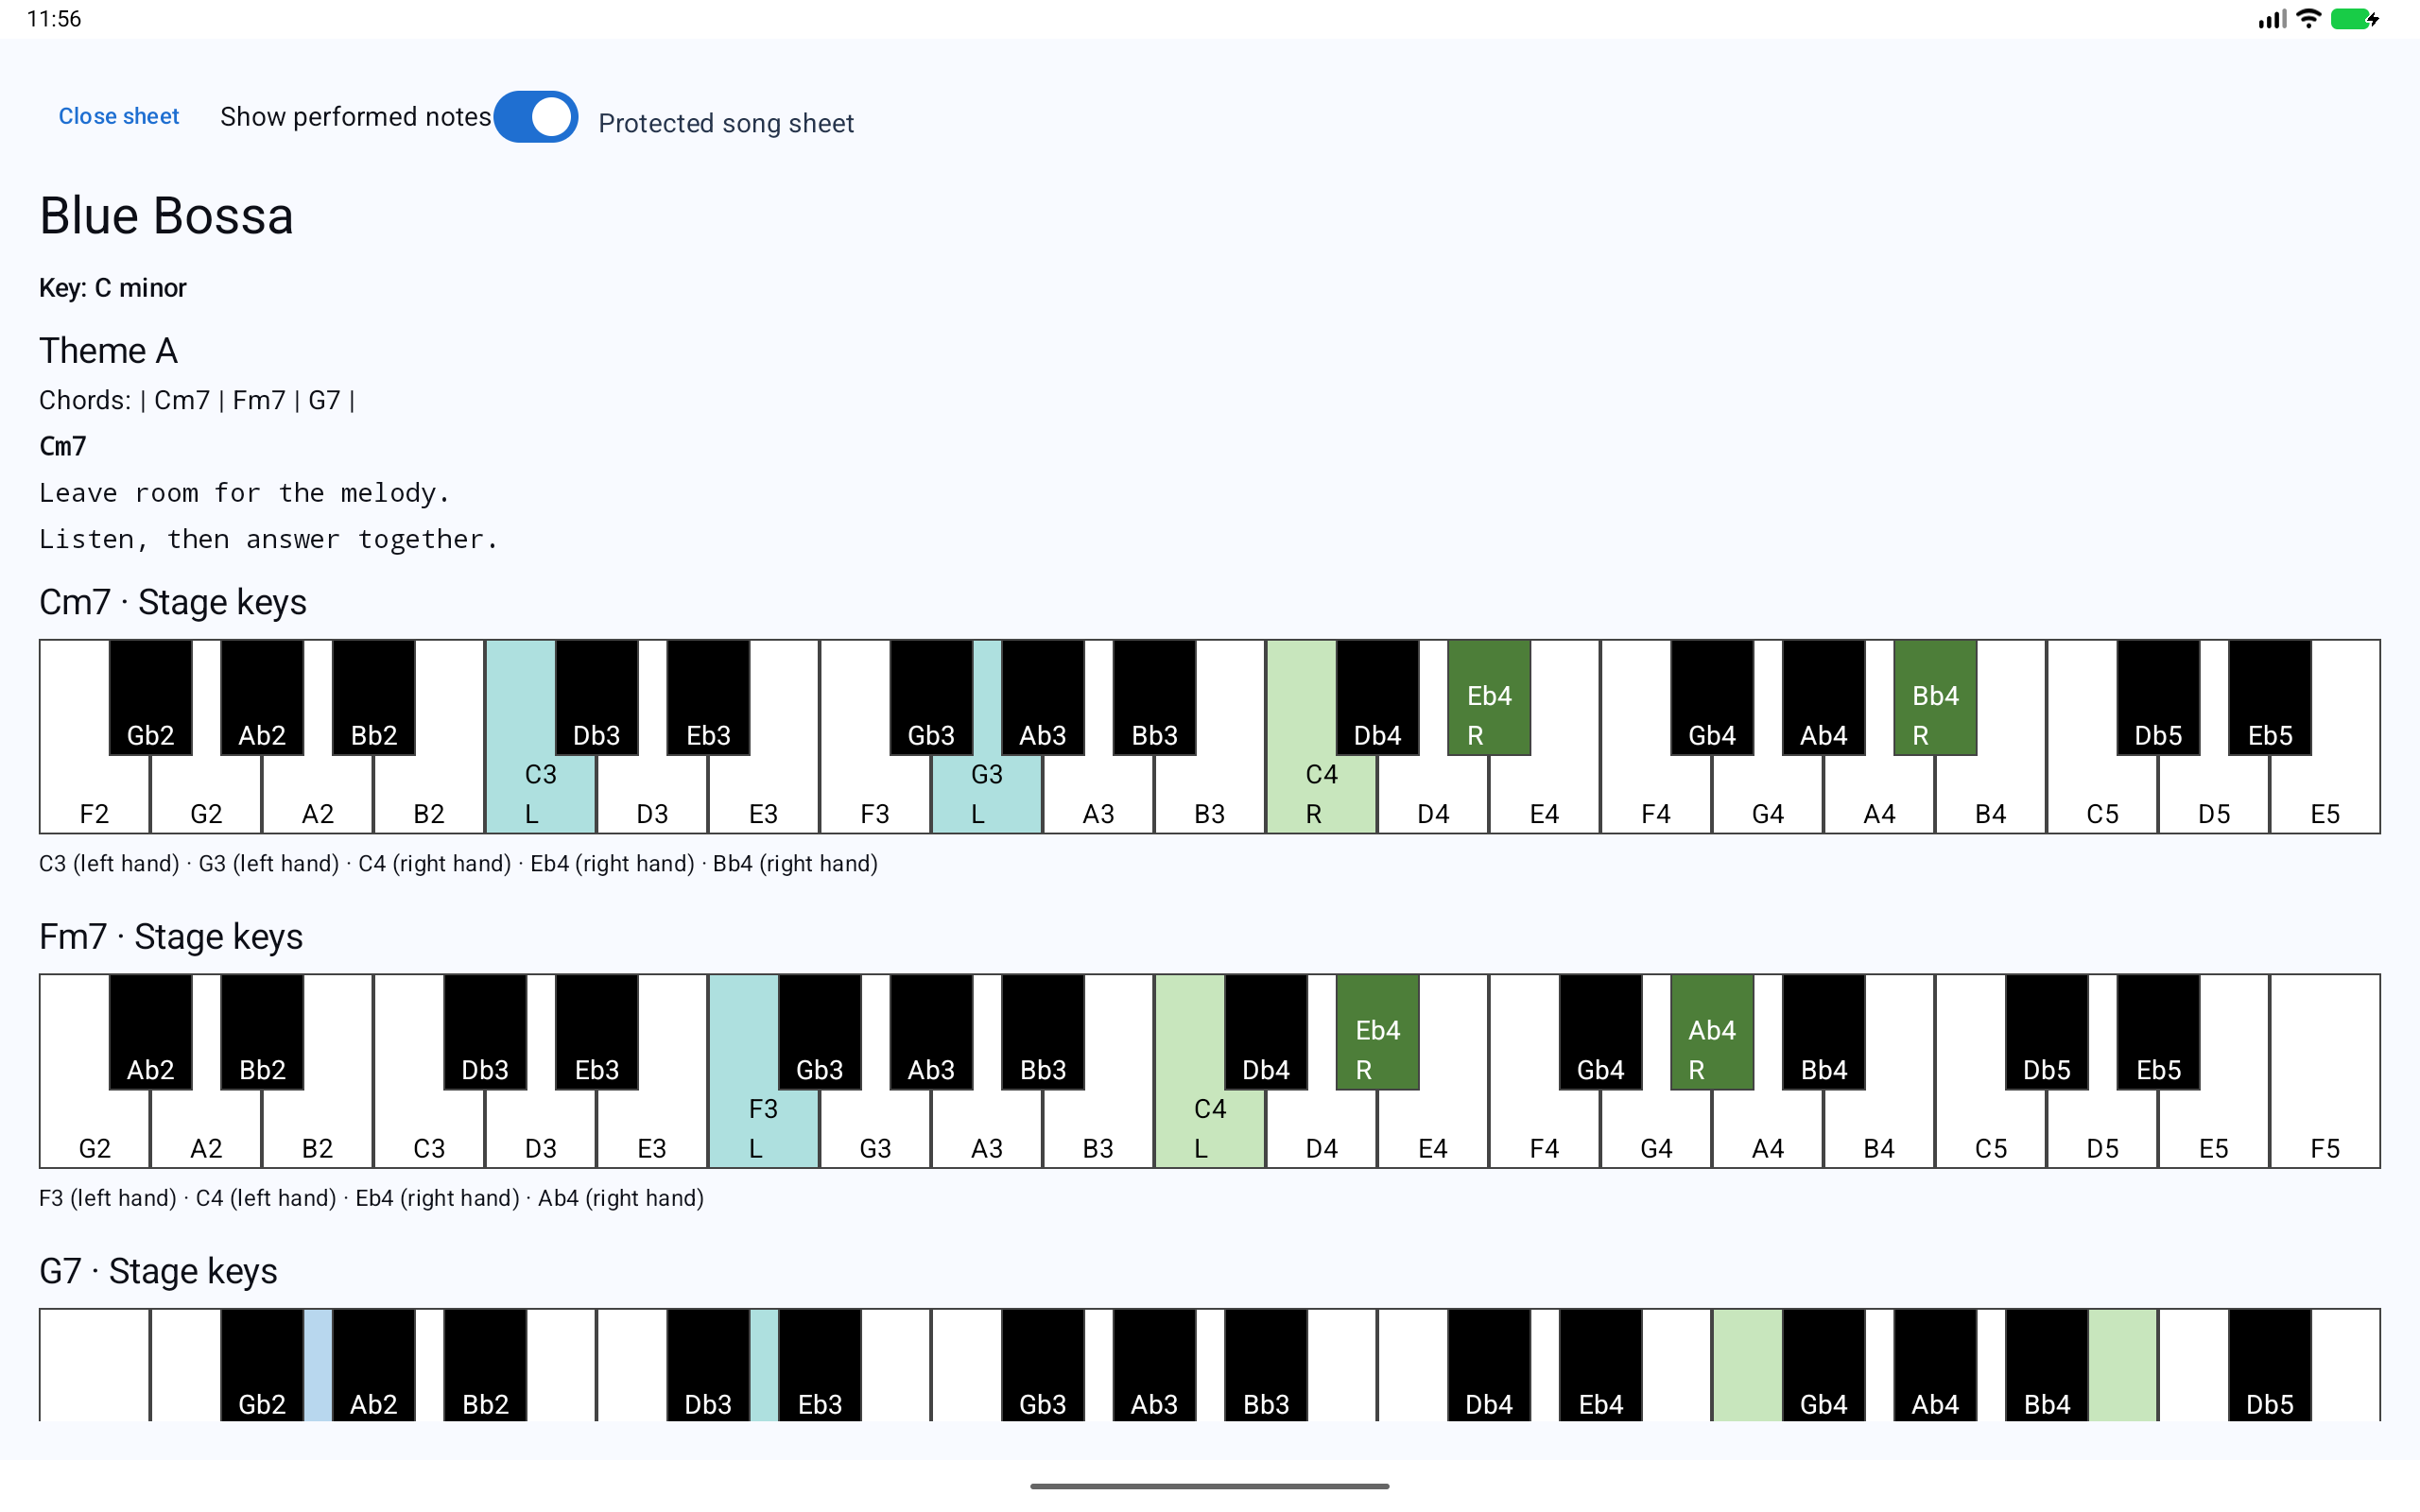 11:56
Close sheet Show performed notes Protected song sheet
Blue Bossa
Key: C minor
Theme A
Chords: | Cm7 | Fm7 | G7 |
Cm7
Leave room for the melody.
Listen, then answer together.
Cm7 · Stage keys
Eb4 Bb4
Gb2 Ab2 Bb2 Db3 Eb3 Gb3 Ab3 Bb3 Db4 R Gb4 Ab4 R Db5 Eb5
C3 G3 C4
F2 G2 A2 B2 L D3 E3 F3 L A3 B3 R D4 E4 F4 G4 A4 B4 C5 D5 E5
C3 (left hand) · G3 (left hand) · C4 (right hand) · Eb4 (right hand) · Bb4 (right hand)
Fm7 · Stage keys
Eb4 Ab4
Ab2 Bb2 Db3 Eb3 Gb3 Ab3 Bb3 Db4 R Gb4 R Bb4 Db5 Eb5
F3 C4
G2 A2 B2 C3 D3 E3 L G3 A3 B3 L D4 E4 F4 G4 A4 B4 C5 D5 E5 F5
F3 (left hand) · C4 (left hand) · Eb4 (right hand) · Ab4 (right hand)
G7 · Stage keys
Gb2 Ab2 Bb2 Db3 Eb3 Gb3 Ab3 Bb3 Db4 Eb4 Gb4 Ab4 Bb4 Db5